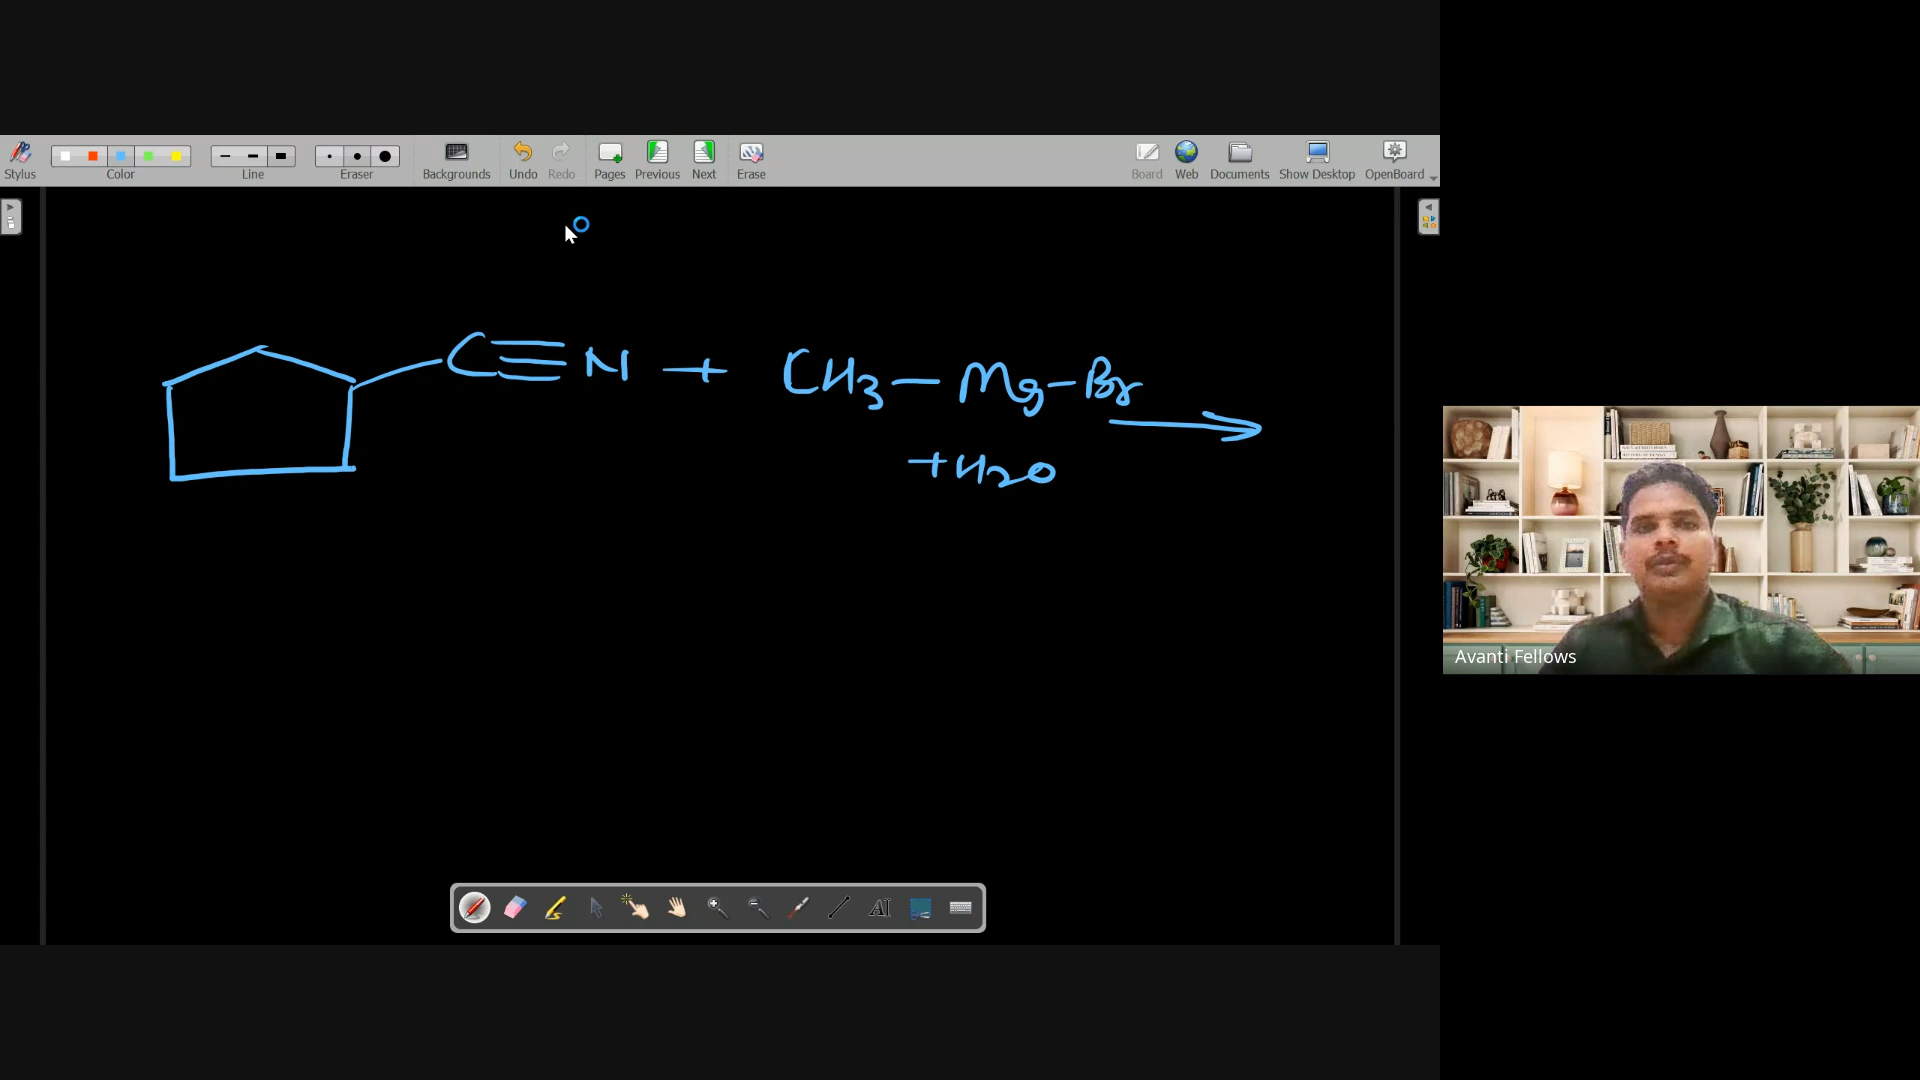 Stylus Color Line Eraser Backgrounds Undo Redo Pages Previous Next Erase Board Web Documents Show Desktop OpenBoard
C≡N + CH3—Mg—Br
+H2O
AI
Avanti Fellows